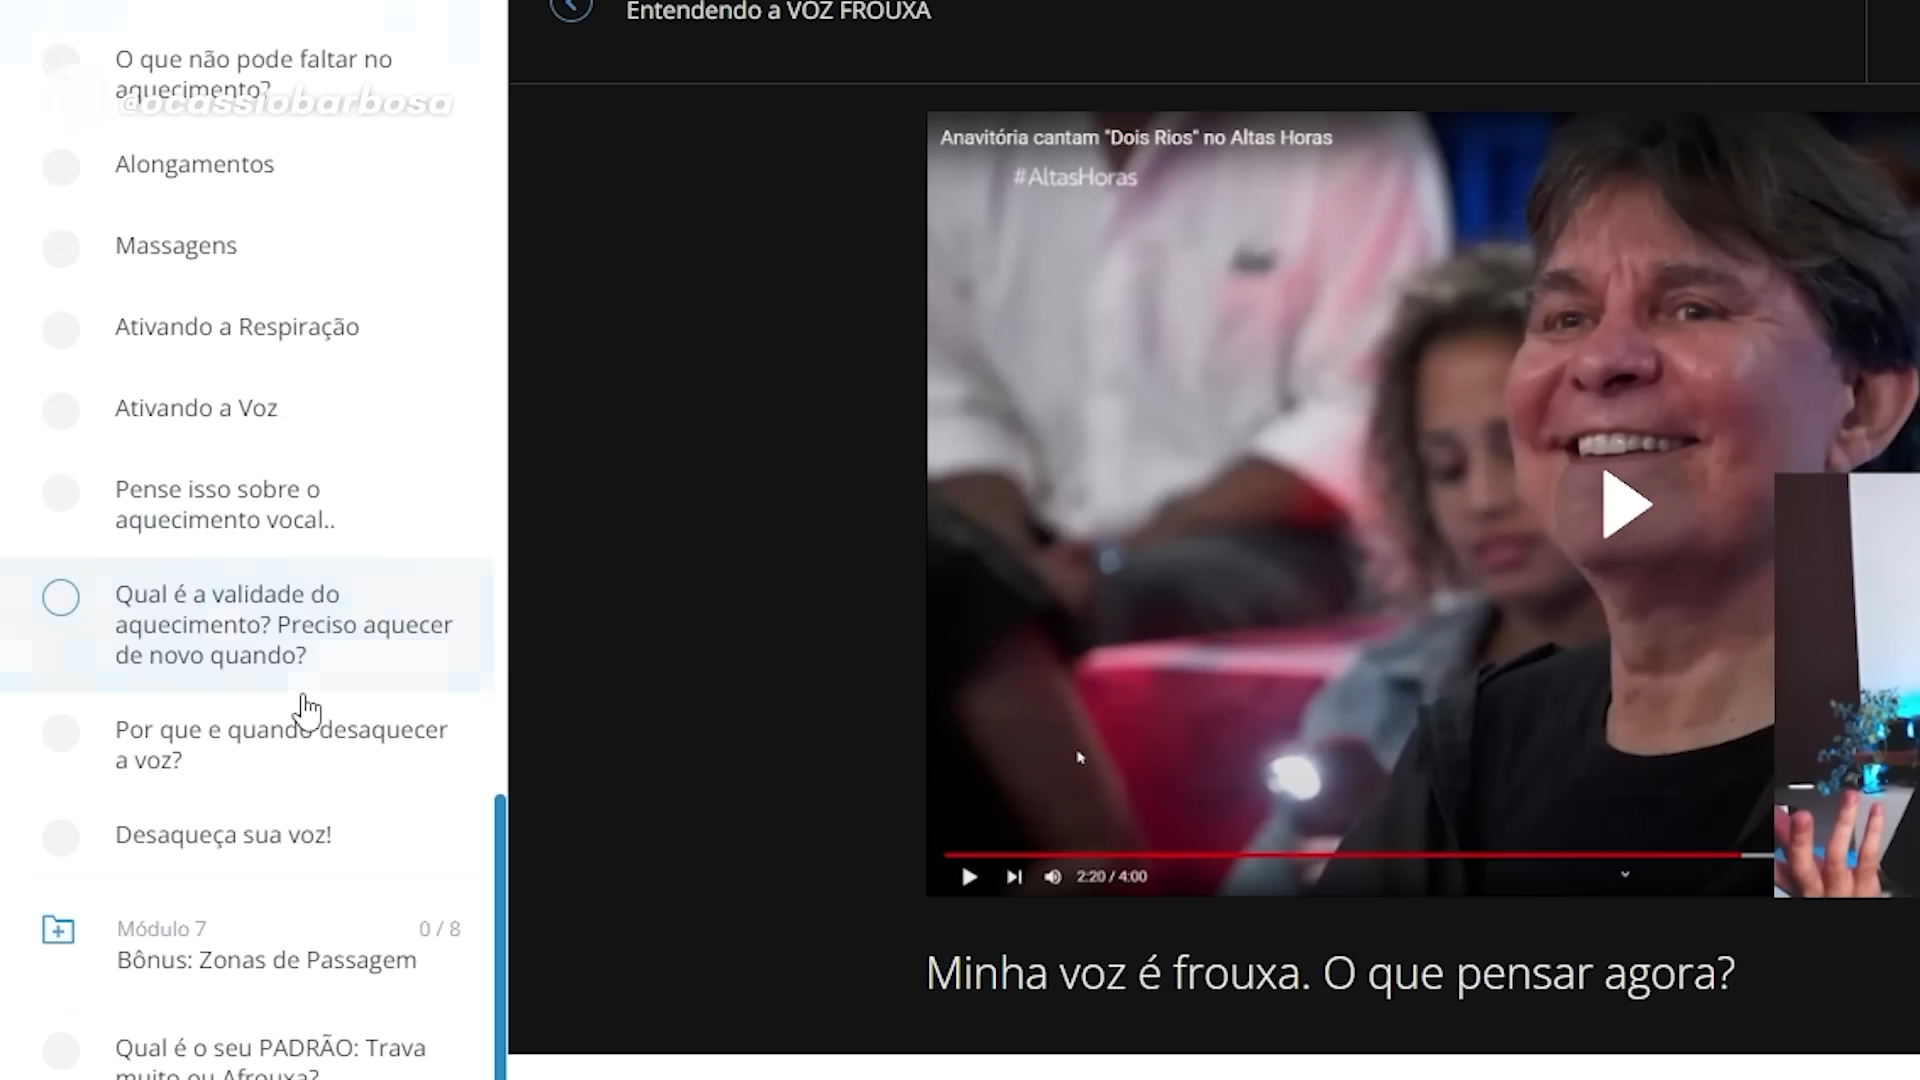 O que não pode faltar no
aquecimento?
@ocassiobarbosa
Alongamentos
Massagens
Ativando a Respiração
Ativando a Voz
Pense isso sobre o
aquecimento vocal..
Qual é a validade do
aquecimento? Preciso aquecer
de novo quando?
Por que e quando desaquecer
a voz?
Desaqueça sua voz!
Módulo 7
0 / 8
Bônus: Zonas de Passagem
Qual é o seu PADRÃO: Trava
muito ou Afrouxa?
Entendendo a VOZ FROUXA
Anavitória cantam "Dois Rios" no Altas Horas
#AltasHoras
2:20 / 4:00
Minha voz é frouxa. O que pensar agora?